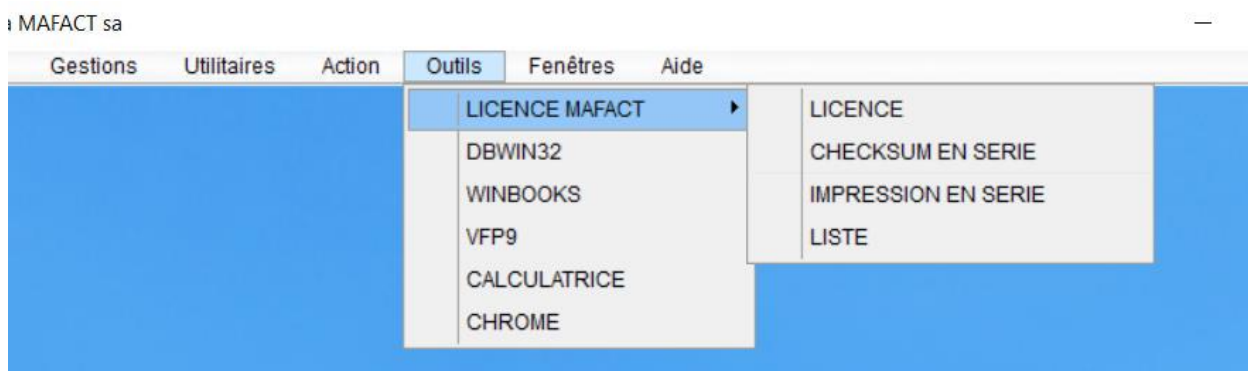 MAFACT sa
Gestions Utilitaires Action Outils Fenêtres Aide
LICENCE MAFACT LICENCE
DBWIN32 CHECKSUM EN SERIE
WINBOOKS IMPRESSION EN SERIE
VFP9 LISTE
CALCULATRICE
CHROME